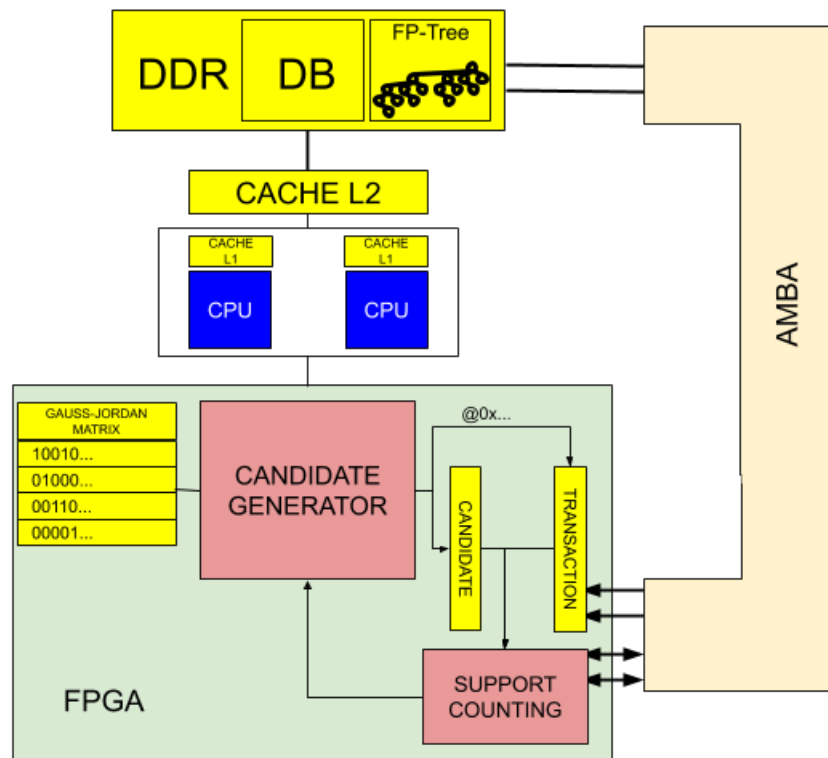 FP-Tree
DDR
DB
CACHE L2
CACHE
L1
CACHE
L1
CPU
CPU
AMBA
GAUSS-JORDAN
MATRIX
10010...
01000...
00110...
00001...
CANDIDATE
GENERATOR
@0x...
CANDIDATE
TRANSACTION
SUPPORT
COUNTING
FPGA